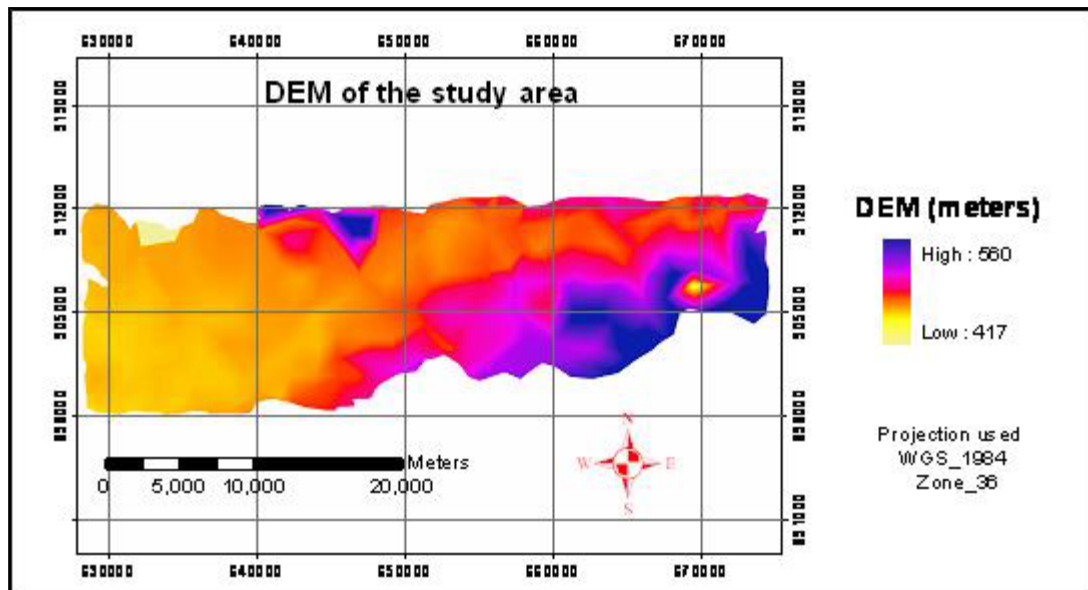 630000 640000 650000 660000 670000
DEM of the study area
DEM (meters)
High : 560
Low : 417
Projection used
WGS_1984
Zone_36
N
W E
S
Meters
0 5,000 10,000 20,000
630000 640000 650000 660000 670000